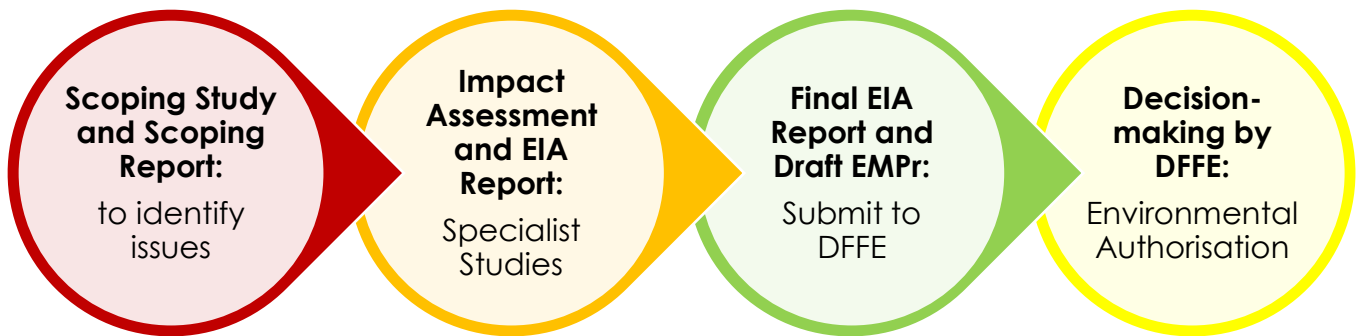 Scoping Study
and Scoping
Report:
to identify
issues
Impact
Assessment
and EIA
Report:
Specialist
Studies
Final EIA
Report and
Draft EMPr:
Submit to
DFFE
Decision-
making by
DFFE:
Environmental
Authorisation